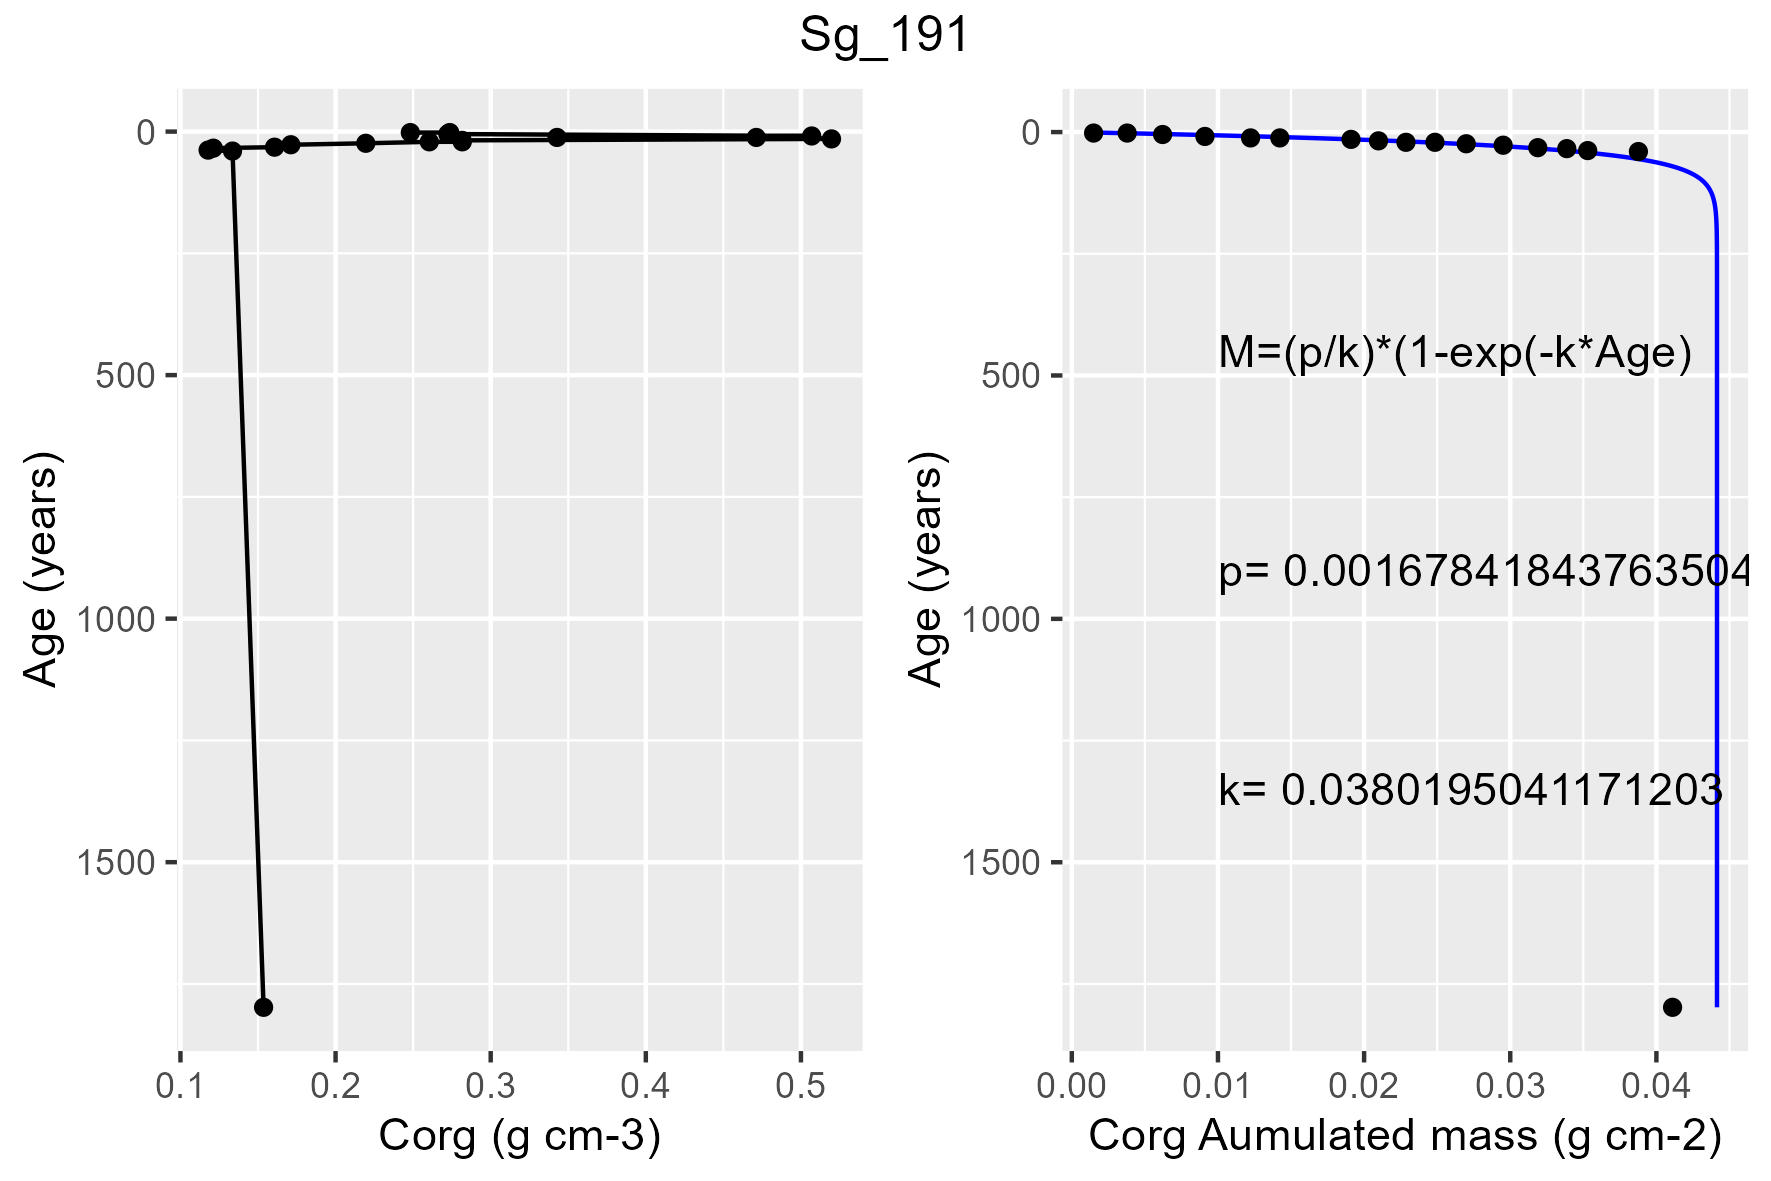 Sg_191
Age (years)
0
500
1000
1500
0.1 0.2 0.3 0.4 0.5
Corg (g cm-3)
Age (years)
0
500
1000
1500
M=(p/k)*(1-exp(-k*Age)
p= 0.00167841843763504
k= 0.0380195041171203
0.00 0.01 0.02 0.03 0.04
Corg Aumulated mass (g cm-2)